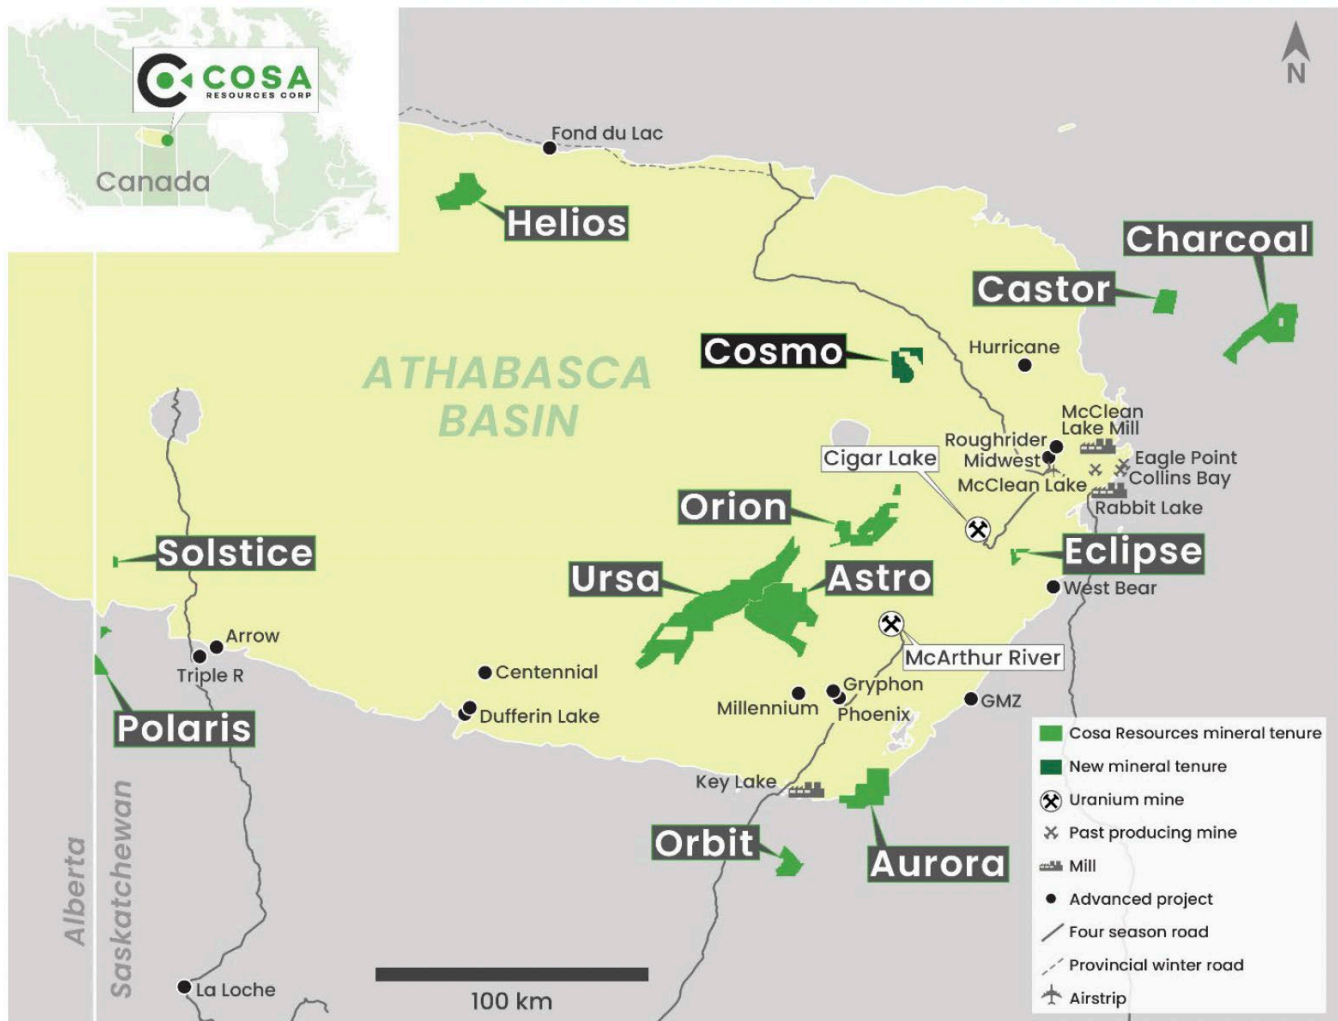 COSA
RESOURCES CORP
Canada
N
Fond du Lac
Helios
Charcoal
Castor
Cosmo
Hurricane
ATHABASCA
BASIN
McClean
Lake Mill
Roughrider
Midwest
Cigar Lake
McClean Lake
Eagle Point
Collins Bay
Rabbit Lake
Orion
Solstice
Ursa
Astro
Eclipse
West Bear
Arrow
Triple R
McArthur River
Centennial
Gryphon
Millennium
Phoenix
GMZ
Dufferin Lake
Polaris
Key Lake
Orbit
Aurora
Alberta
Saskatchewan
La Loche
100 km
Cosa Resources mineral tenure
New mineral tenure
Uranium mine
Past producing mine
Mill
Advanced project
Four season road
Provincial winter road
Airstrip